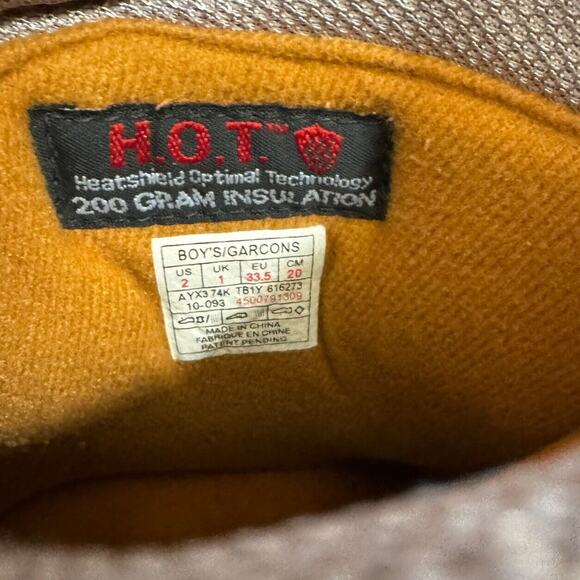 H.O.T.™
Heatshield Optimal Technology
200 GRAM INSULATION
BOY'S/GARCONS
US UK EU CM
2 1 33.5 20
AYX3 74K TB1Y 616273
10-093 4500791309
MADE IN CHINA
FABRIQUE EN CHINE
PATENT PENDING